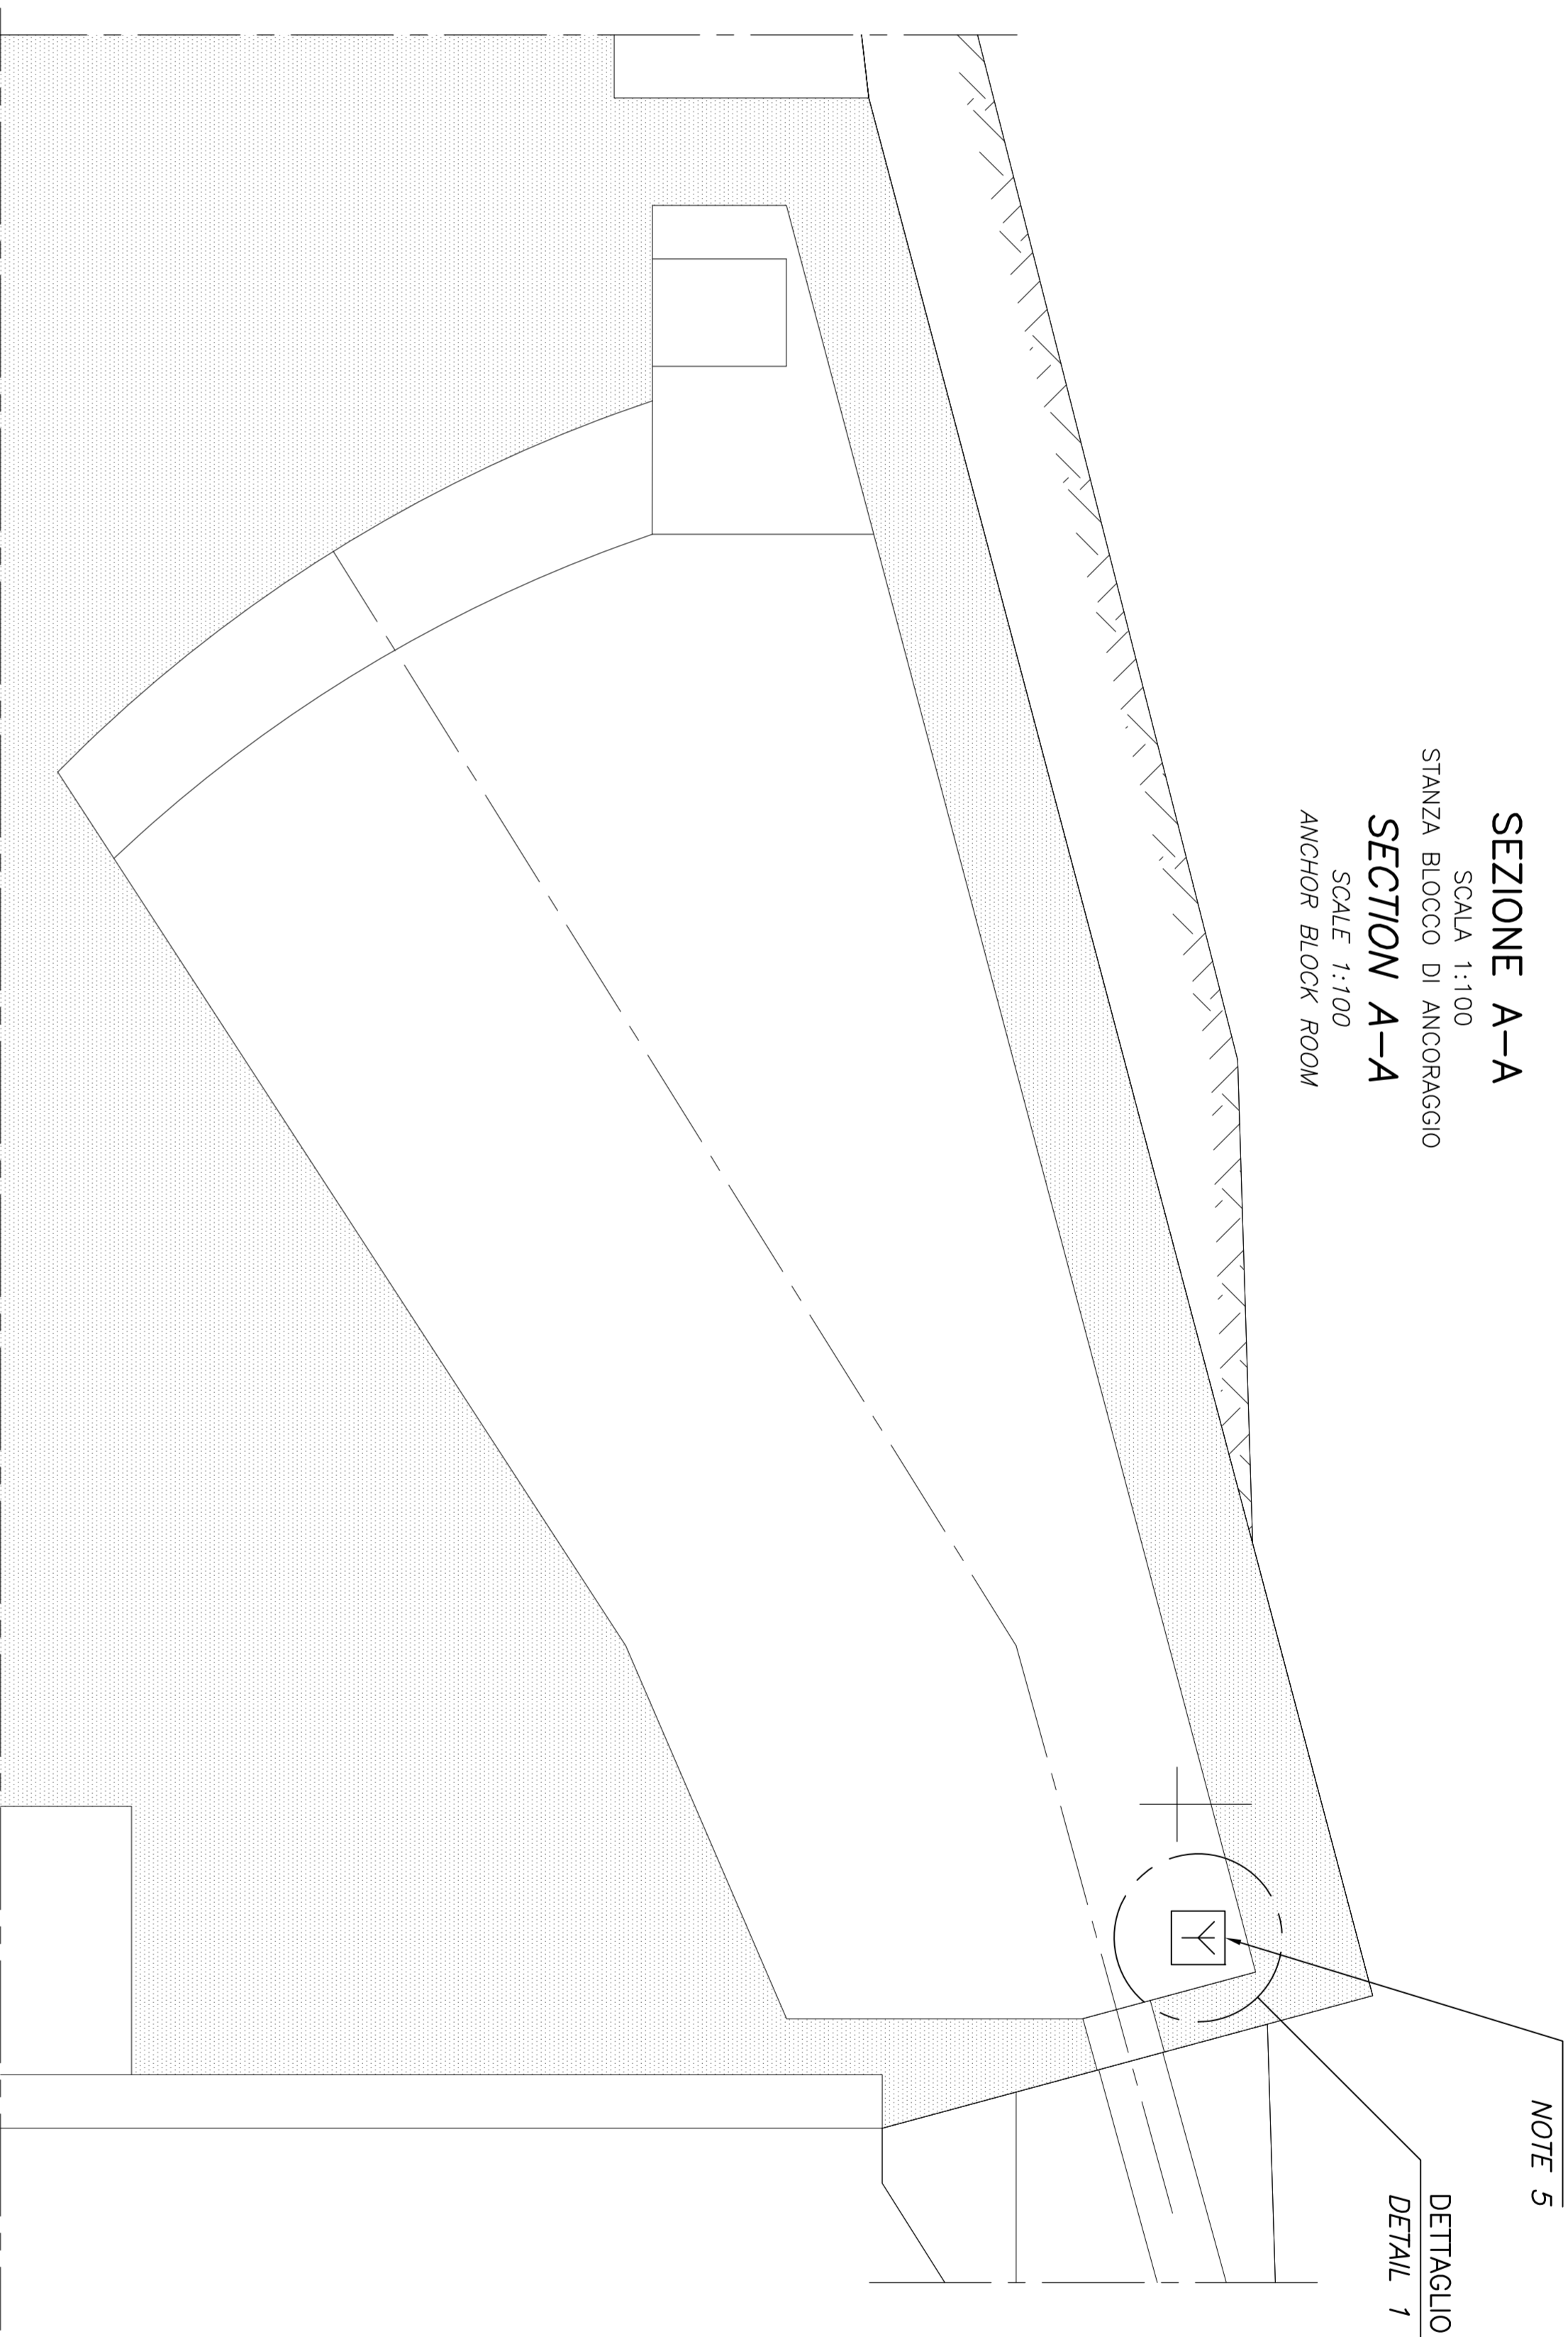 SEZIONE A-A
SCALA 1:100
STANZA BLOCCO DI ANCORAGGIO
SECTION A-A
SCALE 1:100
ANCHOR BLOCK ROOM
NOTE 5
DETTAGLIO
DETAIL 1